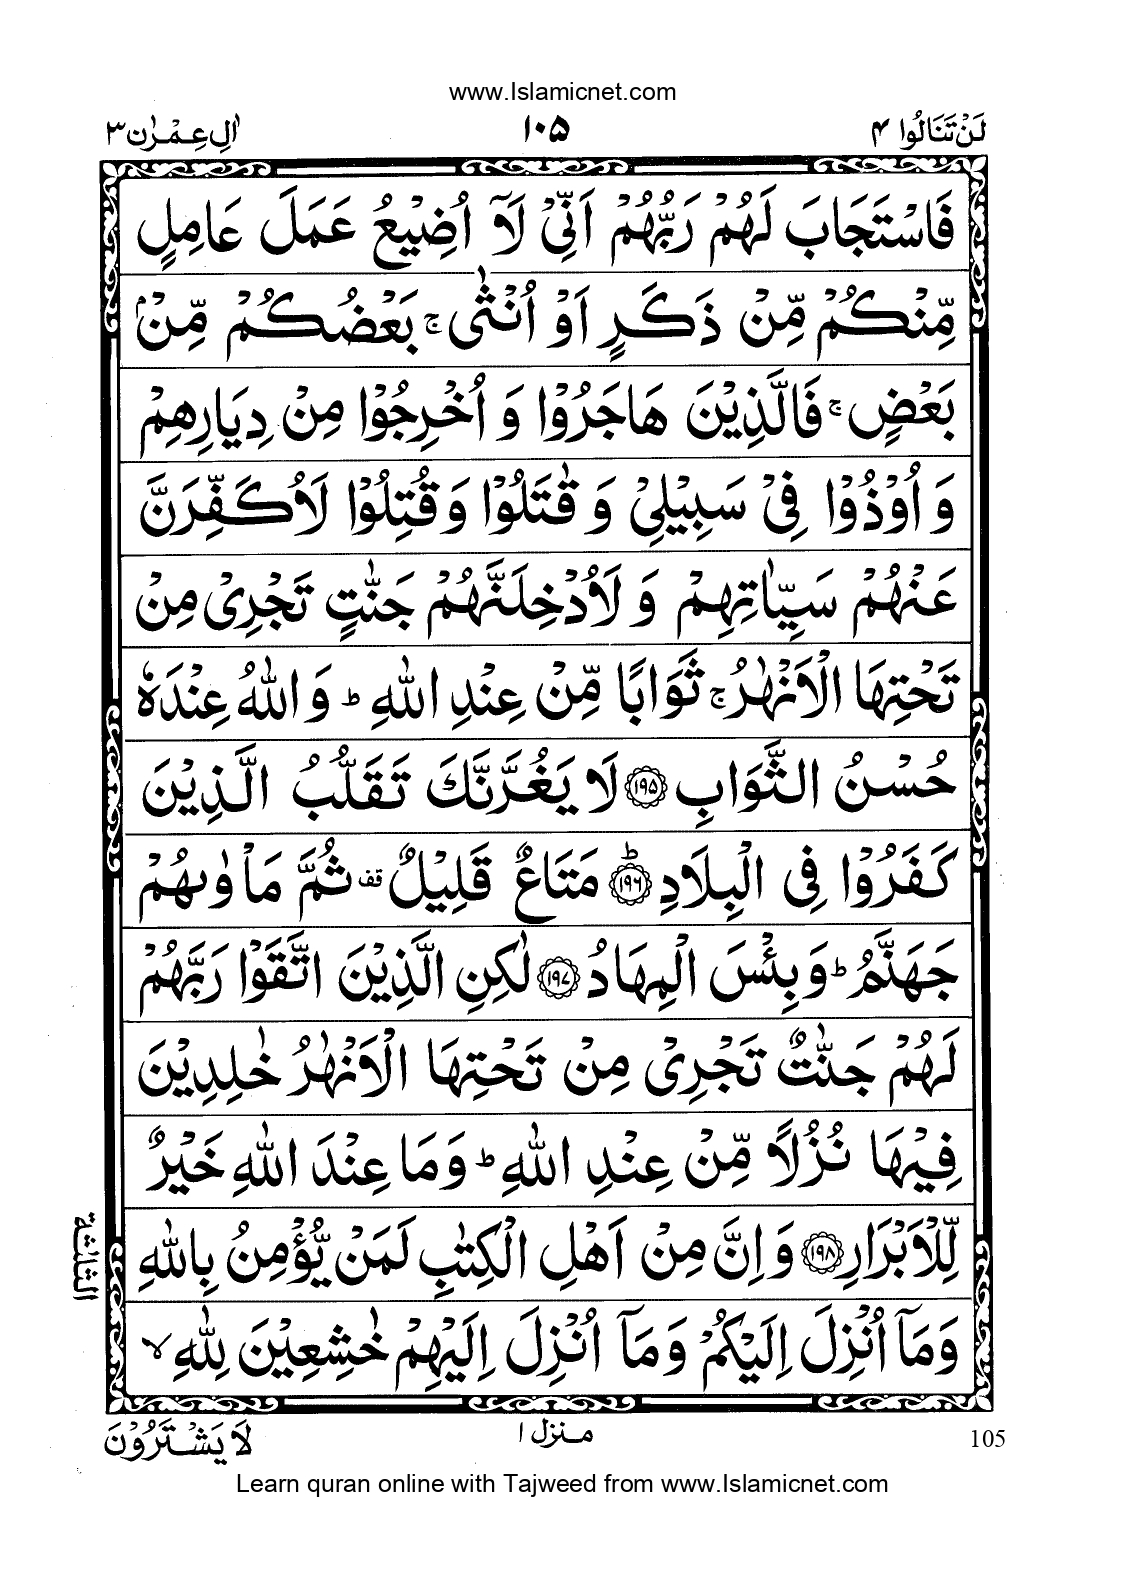 www.Islamicnet.com
لَنْ تَنَالُوا ۴ ۱۰۵ اٰلِ عِمْرٰن ۳
فَاسْتَجَابَ لَهُمْ رَبُّهُمْ اَنِّیْ لَاۤ اُضِیْعُ عَمَلَ عَامِلٍ
مِّنْكُمْ مِّنْ ذَكَرٍ اَوْ اُنْثٰی ۚ بَعْضُكُمْ مِّنْۢ
بَعْضٍ ۚ فَالَّذِیْنَ هَاجَرُوْا وَ اُخْرِجُوْا مِنْ دِیَارِهِمْ
وَ اُوْذُوْا فِیْ سَبِیْلِیْ وَ قٰتَلُوْا وَ قُتِلُوْا لَاُكَفِّرَنَّ
عَنْهُمْ سَیِّاٰتِهِمْ وَ لَاُدْخِلَنَّهُمْ جَنّٰتٍ تَجْرِیْ مِنْ
تَحْتِهَا الْاَنْهٰرُ ۚ ثَوَابًا مِّنْ عِنْدِ اللّٰهِ ؕ وَ اللّٰهُ عِنْدَهٗ
حُسْنُ الثَّوَابِ ﴿۱۹۵﴾ لَا یَغُرَّنَّكَ تَقَلُّبُ الَّذِیْنَ
كَفَرُوْا فِی الْبِلَادِ ﴿۱۹۶﴾ؕ مَتَاعٌ قَلِیْلٌ قف ثُمَّ مَاْوٰىهُمْ
جَهَنَّمُ ؕ وَ بِئْسَ الْمِهَادُ ﴿۱۹۷﴾ لٰكِنِ الَّذِیْنَ اتَّقَوْا رَبَّهُمْ
لَهُمْ جَنّٰتٌ تَجْرِیْ مِنْ تَحْتِهَا الْاَنْهٰرُ خٰلِدِیْنَ
فِیْهَا نُزُلًا مِّنْ عِنْدِ اللّٰهِ ؕ وَ مَا عِنْدَ اللّٰهِ خَیْرٌ
لِّلْاَبْرَارِ ﴿۱۹۸﴾ وَ اِنَّ مِنْ اَهْلِ الْكِتٰبِ لَمَنْ یُّؤْمِنُ بِاللّٰهِ
وَ مَاۤ اُنْزِلَ اِلَیْكُمْ وَ مَاۤ اُنْزِلَ اِلَیْهِمْ خٰشِعِیْنَ لِلّٰهِ ۙ
الثالثة
منزل ۱
لَا یَشْتَرُوْنَ
105
Learn quran online with Tajweed from www.Islamicnet.com